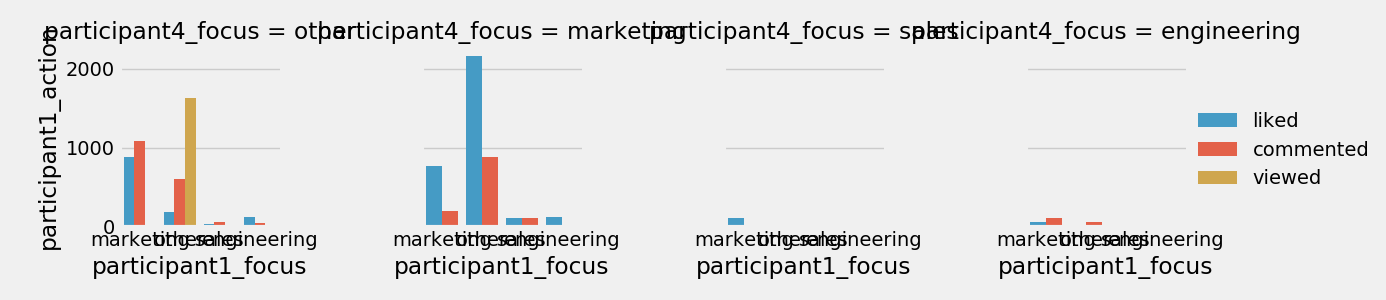 participant4_focus = other
participant4_focus = marketing
participant4_focus = sales
participant4_focus = engineering
participant1_action
2000
1000
0
liked
commented
viewed
marketing other sales engineering
marketing other sales engineering
marketing other sales engineering
marketing other sales engineering
participant1_focus
participant1_focus
participant1_focus
participant1_focus